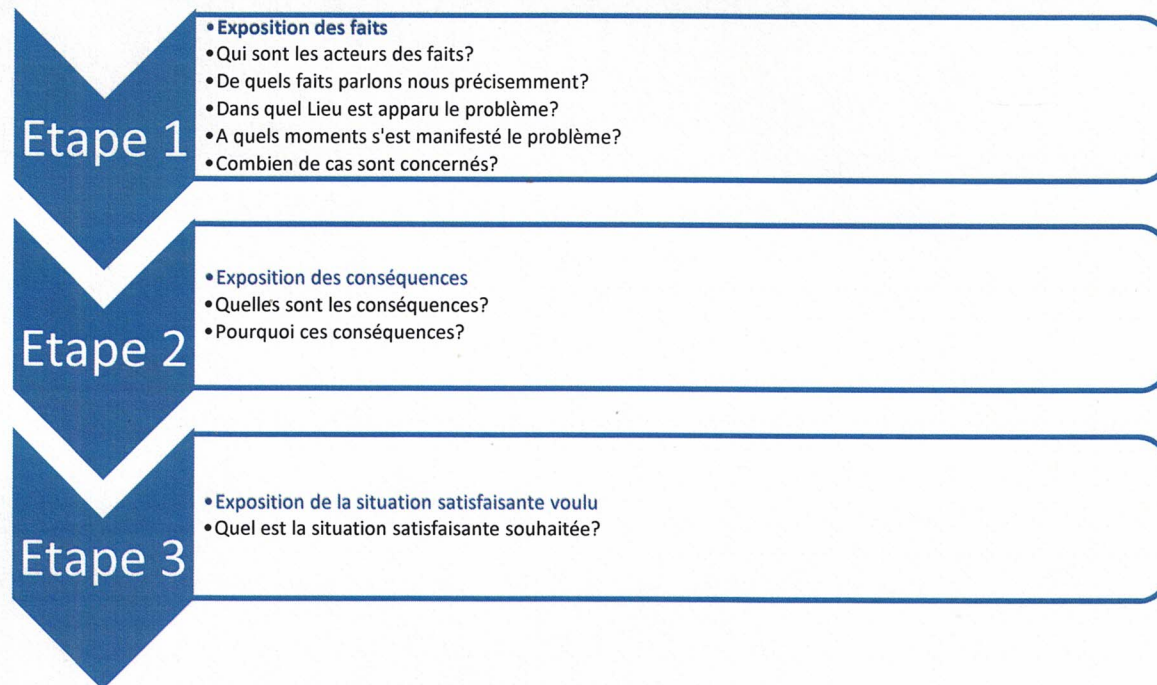 Etape 1
•Exposition des faits
•Qui sont les acteurs des faits?
•De quels faits parlons nous précisemment?
•Dans quel Lieu est apparu le problème?
•A quels moments s'est manifesté le problème?
•Combien de cas sont concernés?
Etape 2
•Exposition des conséquences
•Quelles sont les conséquences?
•Pourquoi ces conséquences?
Etape 3
•Exposition de la situation satisfaisante voulu
•Quel est la situation satisfaisante souhaitée?